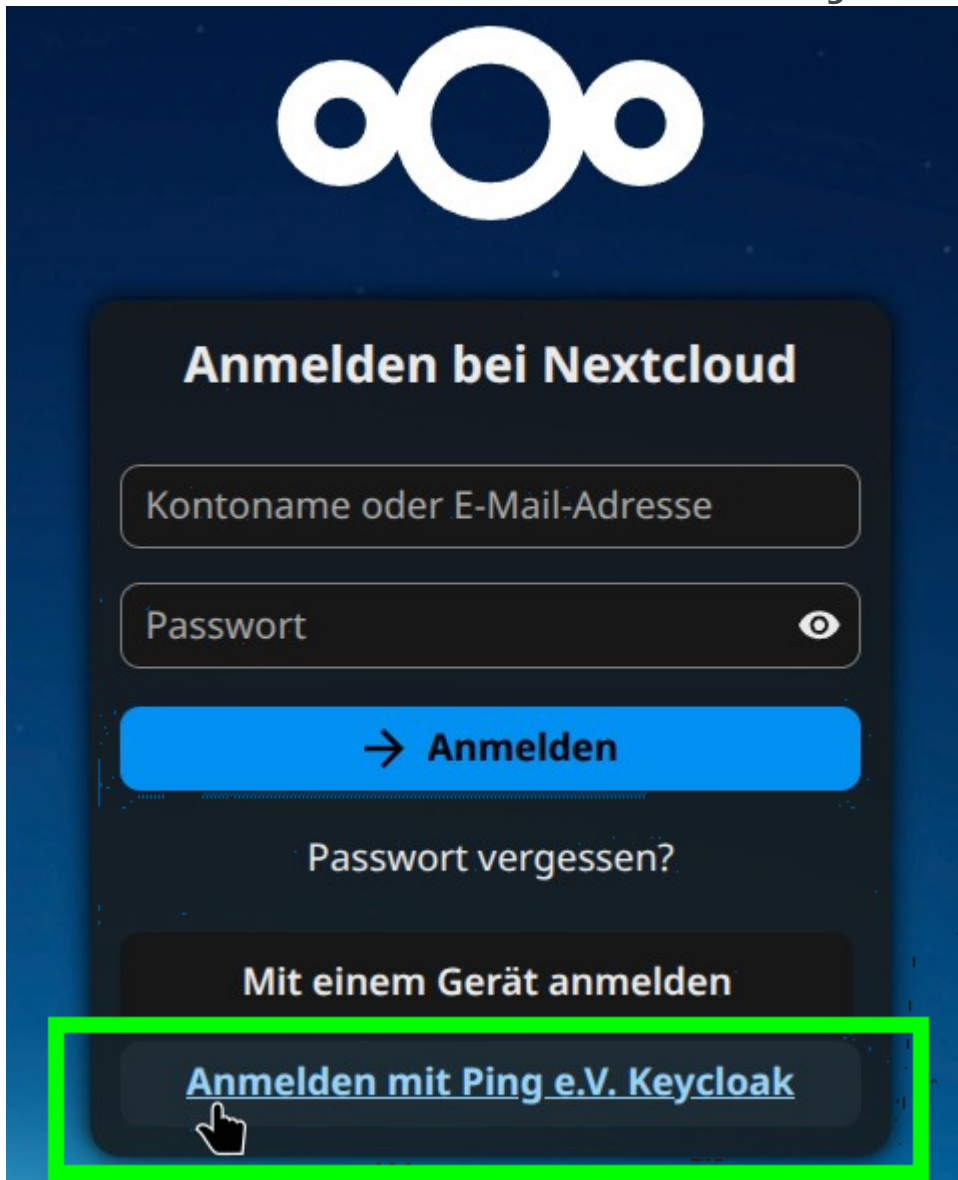 Anmelden bei Nextcloud
Kontoname oder E-Mail-Adresse
Passwort
→ Anmelden
Passwort vergessen?
Mit einem Gerät anmelden
Anmelden mit Ping e.V. Keycloak